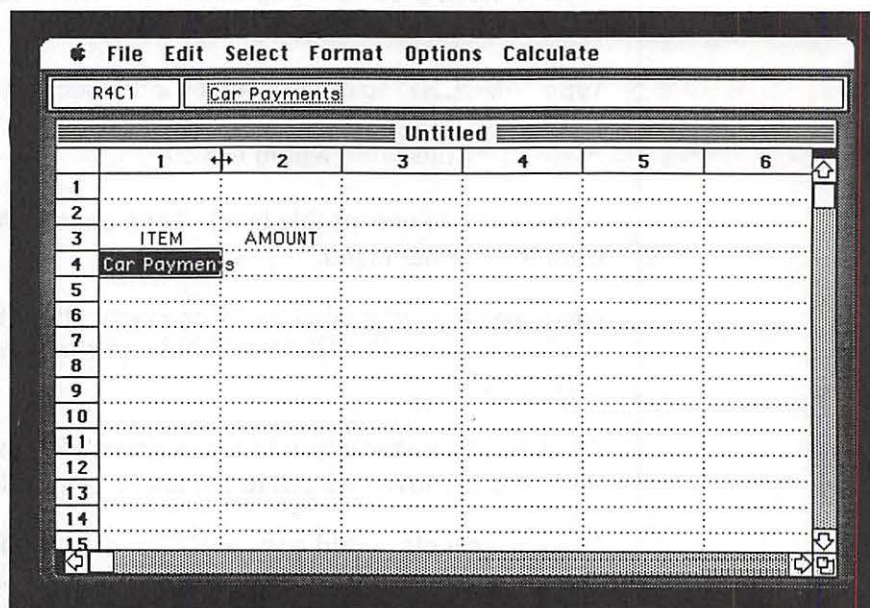 File Edit Select Format Options Calculate
R4C1 Car Payments
Untitled
1 2 3 4 5 6
1
2
3 ITEM AMOUNT
4 Car Payments
5
6
7
8
9
10
11
12
13
14
15